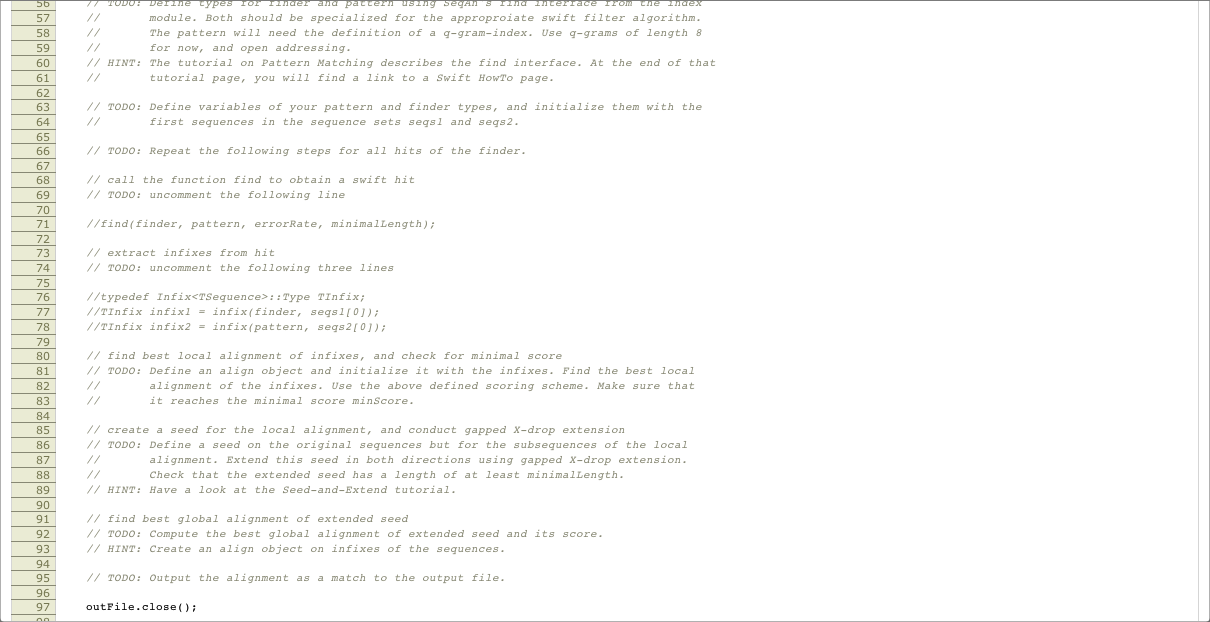 56 // TODO: Define types for finder and pattern using SeqAn's find interface from the index
57 //       module. Both should be specialized for the approproiate swift filter algorithm.
58 //       The pattern will need the definition of a q-gram-index. Use q-grams of length 8
59 //       for now, and open addressing.
60 // HINT: The tutorial on Pattern Matching describes the find interface. At the end of that
61 //       tutorial page, you will find a link to a Swift HowTo page.
62
63 // TODO: Define variables of your pattern and finder types, and initialize them with the
64 //       first sequences in the sequence sets seqs1 and seqs2.
65
66 // TODO: Repeat the following steps for all hits of the finder.
67
68 // call the function find to obtain a swift hit
69 // TODO: uncomment the following line
70
71 //find(finder, pattern, errorRate, minimalLength);
72
73 // extract infixes from hit
74 // TODO: uncomment the following three lines
75
76 //typedef Infix<TSequence>::Type TInfix;
77 //TInfix infix1 = infix(finder, seqs1[0]);
78 //TInfix infix2 = infix(pattern, seqs2[0]);
79
80 // find best local alignment of infixes, and check for minimal score
81 // TODO: Define an align object and initialize it with the infixes. Find the best local
82 //       alignment of the infixes. Use the above defined scoring scheme. Make sure that
83 //       it reaches the minimal score minScore.
84
85 // create a seed for the local alignment, and conduct gapped X-drop extension
86 // TODO: Define a seed on the original sequences but for the subsequences of the local
87 //       alignment. Extend this seed in both directions using gapped X-drop extension.
88 //       Check that the extended seed has a length of at least minimalLength.
89 // HINT: Have a look at the Seed-and-Extend tutorial.
90
91 // find best global alignment of extended seed
92 // TODO: Compute the best global alignment of extended seed and its score.
93 // HINT: Create an align object on infixes of the sequences.
94
95 // TODO: Output the alignment as a match to the output file.
96
97 outFile.close();
98